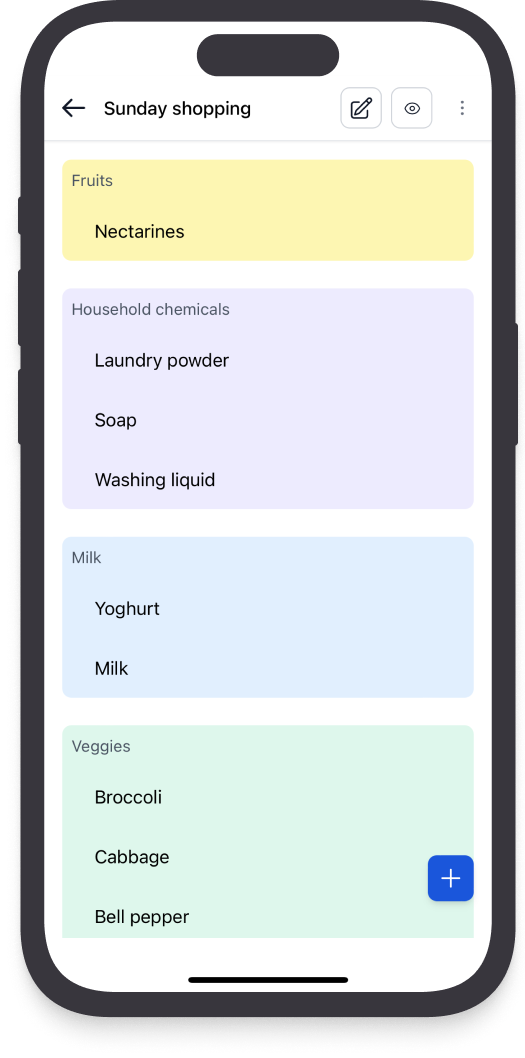 Sunday shopping
Fruits
Nectarines
Household chemicals
Laundry powder
Soap
Washing liquid
Milk
Yoghurt
Milk
Veggies
Broccoli
Cabbage
Bell pepper